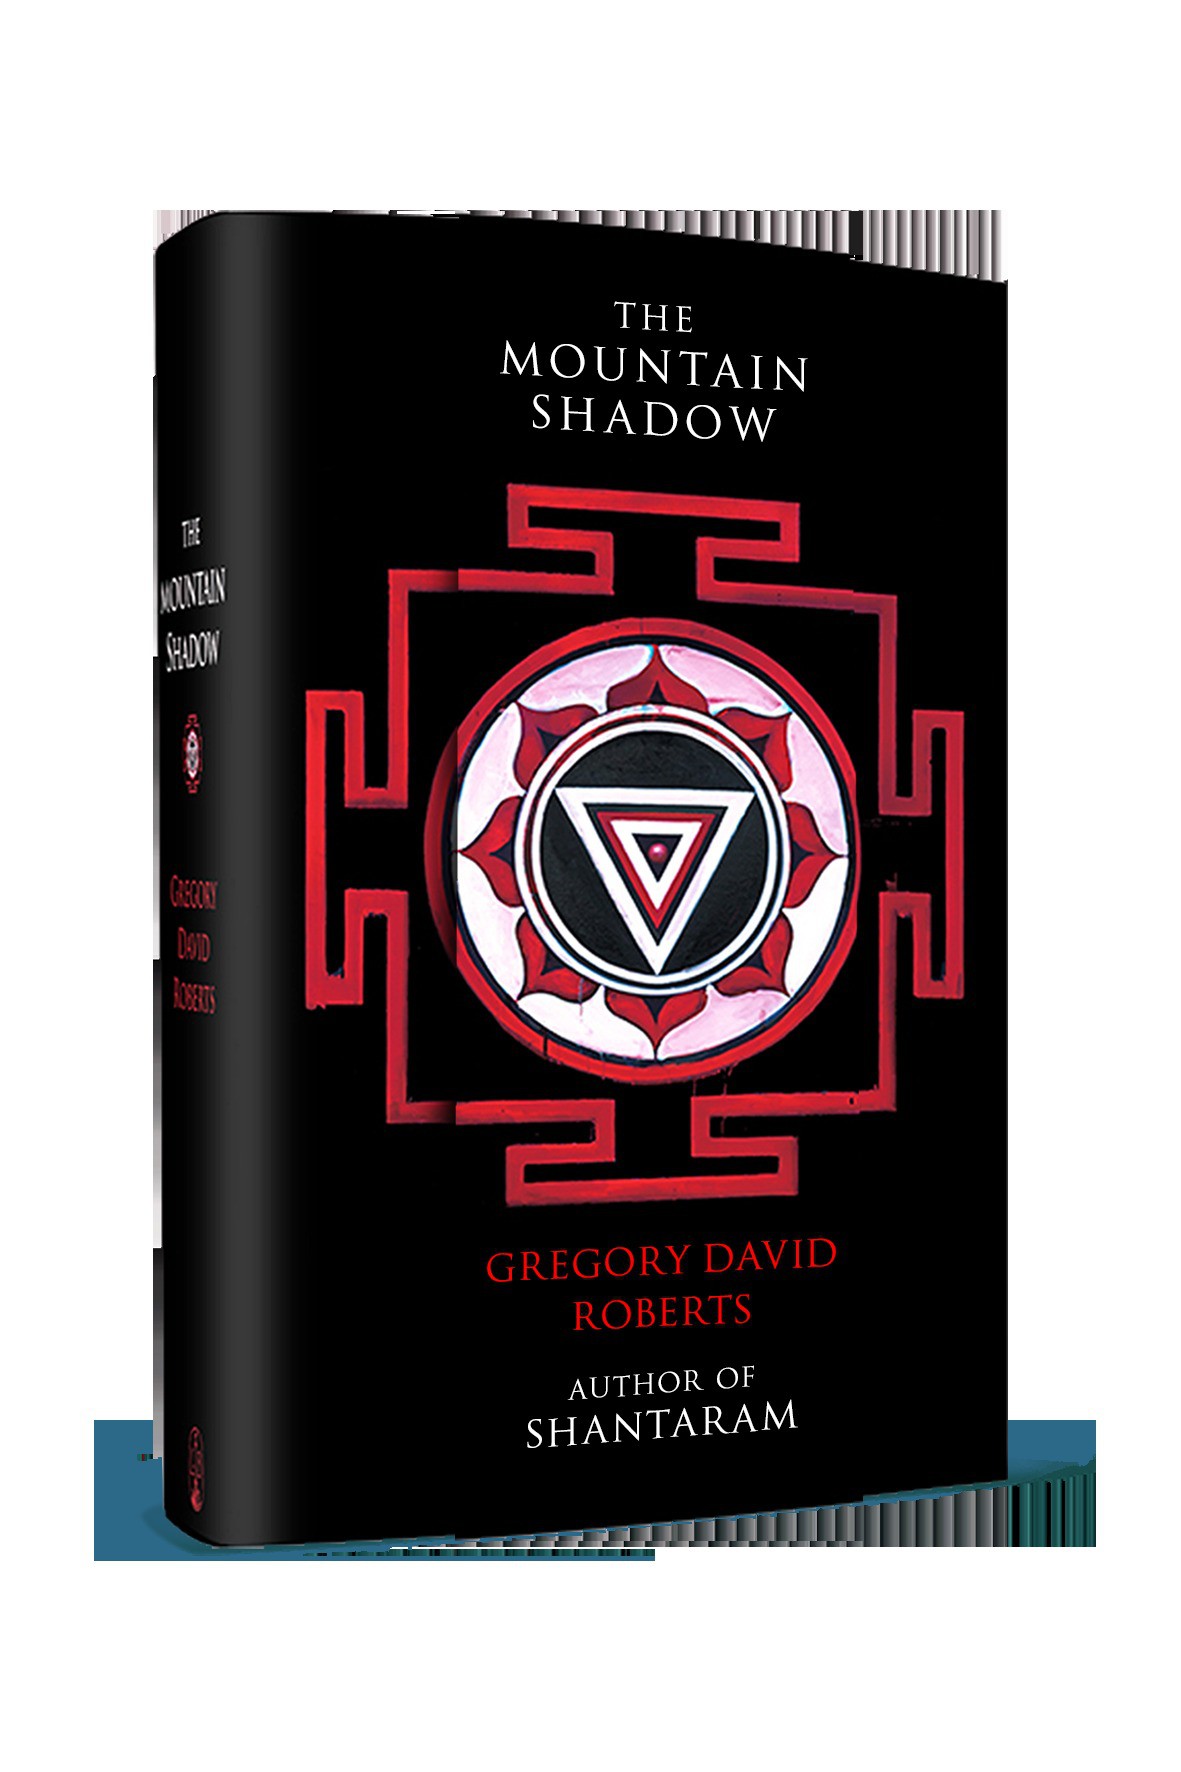 THE
MOUNTAIN
SHADOW
GREGORY
DAVID
ROBERTS
THE
MOUNTAIN
SHADOW
GREGORY DAVID
ROBERTS
AUTHOR OF
SHANTARAM